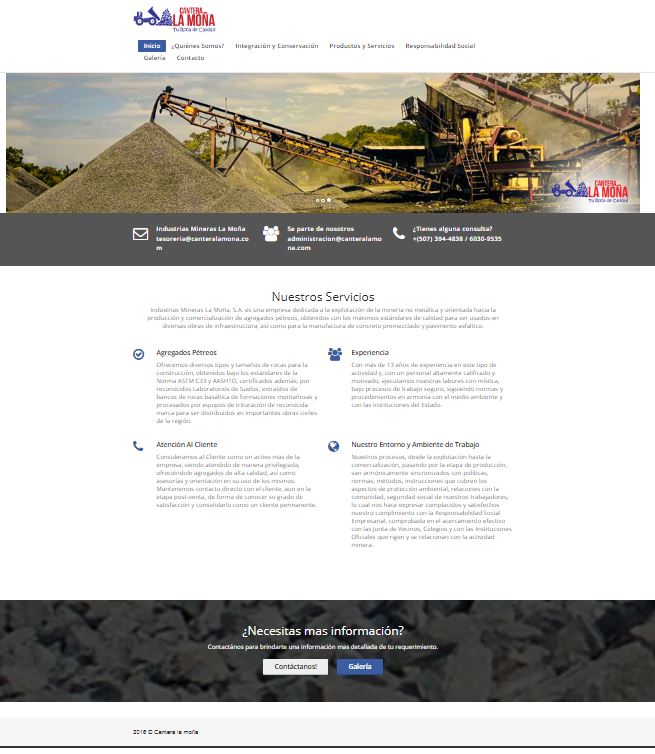 CANTERA
LA MOÑA
Tu Roca de Calidad
Inicio ¿Quiénes Somos? Integración y Conservación Productos y Servicios Responsabilidad Social
Galería Contacto
CANTERA
LA MOÑA
Tu Roca de Calidad
Industrias Mineras La Moña
tesoreria@canteralamona.co
m
Se parte de nosotros
administracion@canteralamo
na.com
¿Tienes alguna consulta?
+(507) 394-4838 / 6030-9535
Nuestros Servicios
Industrias Mineras La Moña, S.A. es una empresa dedicada a la explotación de la minería no metálica y orientada hacia la
producción y comercialización de agregados pétreos, obtenidos con los máximos estándares de calidad para ser usados en
diversas obras de infraestructura, así como para la manufactura de concreto premezclado y pavimento asfáltico.
Agregados Pétreos
Ofrecemos diversos tipos y tamaños de rocas para la
construcción, obtenidos bajo los estándares de la
Norma ASTM C33 y AASHTO, certificados además, por
reconocidos Laboratorios de Suelos, extraídos de
bancos de rocas basáltica de formaciones montañosas y
procesados por equipos de trituración de reconocida
marca para ser distribuidos en importantes obras civiles
de la región.
Experiencia
Con más de 13 años de experiencia en este tipo de
actividad y, con un personal altamente calificado y
motivado, ejecutamos nuestras labores con mística,
bajo procesos de trabajo seguro, siguiendo normas y
procedimientos en armonía con el medio ambiente y
con las instituciones del Estado.
Atención Al Cliente
Consideramos al Cliente como un activo más de la
empresa, siendo atendido de manera privilegiada,
ofreciéndole agregados de alta calidad, así como
asesorías y orientación en su uso de los mismos.
Mantenemos contacto directo con el cliente, aun en la
etapa post-venta, de forma de conocer su grado de
satisfacción y consolidarlo como un cliente permanente.
Nuestro Entorno y Ambiente de Trabajo
Nuestros procesos, desde la explotación hasta la
comercialización, pasando por la etapa de producción,
van armónicamente sincronizados con políticas,
normas, métodos, instrucciones que cubren los
aspectos de protección ambiental, relaciones con la
comunidad, seguridad social de nuestros trabajadores;
lo cual nos hace expresar complacidos y satisfechos
nuestro cumplimiento con la Responsabilidad Social
Empresarial, comprobada en el acercamiento efectivo
con las Junta de Vecinos, Colegios y con las Instituciones
Oficiales que rigen y se relacionan con la actividad
minera.
¿Necesitas mas información?
Contactános para brindarte una información mas detallada de tu requerimiento.
Contáctanos! Galería
2016 © Cantera la moña